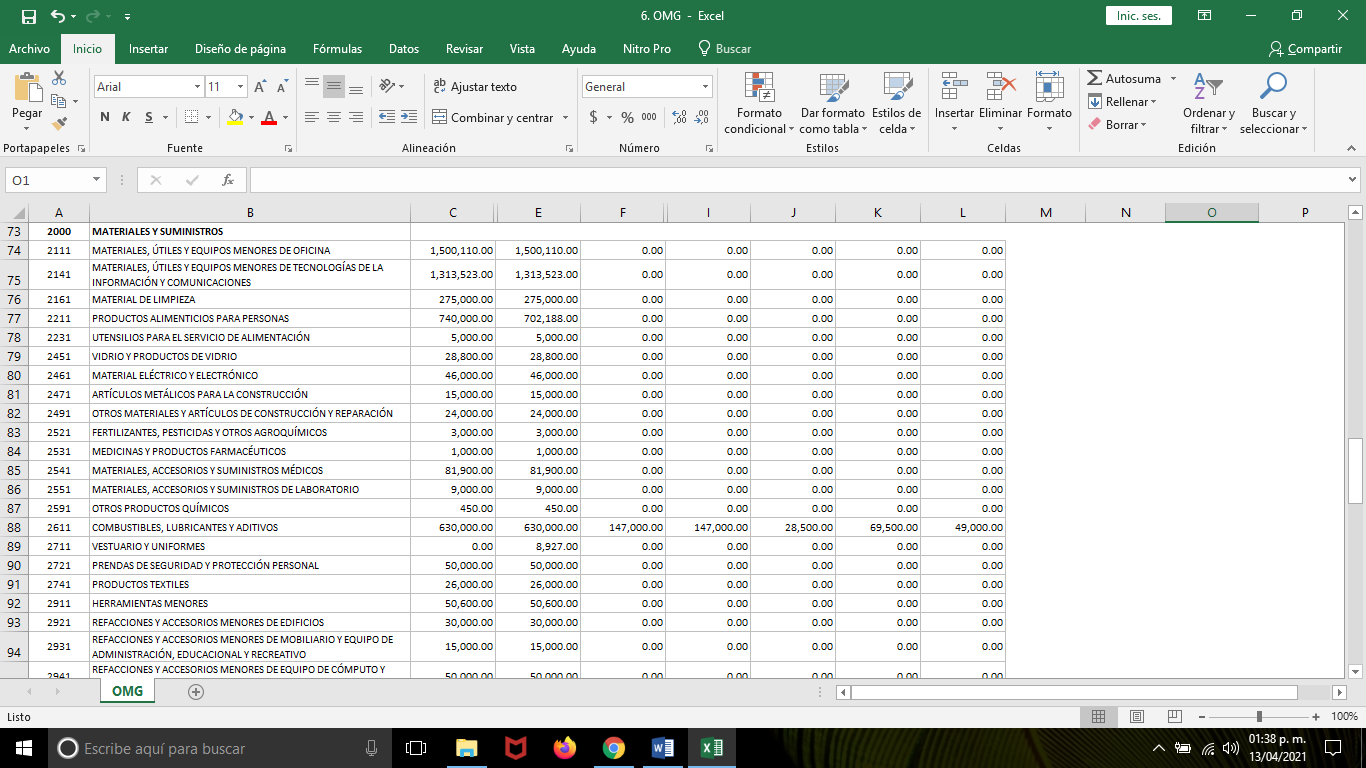 6. OMG - Excel
Inic. ses.
Archivo Inicio Insertar Diseño de página Fórmulas Datos Revisar Vista Ayuda Nitro Pro Buscar Compartir
Pegar
Arial 11
N K S
Ajustar texto
Combinar y centrar
General
$ % 000
Formato condicional
Dar formato como tabla
Estilos de celda
Insertar Eliminar Formato
Autosuma
Rellenar
Borrar
Ordenar y filtrar
Buscar y seleccionar
Portapapeles Fuente Alineación Número Estilos Celdas Edición
O1 fx
A B C E F I J K L M N O P
73 2000 MATERIALES Y SUMINISTROS
74 2111 MATERIALES, ÚTILES Y EQUIPOS MENORES DE OFICINA 1,500,110.00 1,500,110.00 0.00 0.00 0.00 0.00 0.00
75 2141 MATERIALES, ÚTILES Y EQUIPOS MENORES DE TECNOLOGÍAS DE LA
INFORMACIÓN Y COMUNICACIONES 1,313,523.00 1,313,523.00 0.00 0.00 0.00 0.00 0.00
76 2161 MATERIAL DE LIMPIEZA 275,000.00 275,000.00 0.00 0.00 0.00 0.00 0.00
77 2211 PRODUCTOS ALIMENTICIOS PARA PERSONAS 740,000.00 702,188.00 0.00 0.00 0.00 0.00 0.00
78 2231 UTENSILIOS PARA EL SERVICIO DE ALIMENTACIÓN 5,000.00 5,000.00 0.00 0.00 0.00 0.00 0.00
79 2451 VIDRIO Y PRODUCTOS DE VIDRIO 28,800.00 28,800.00 0.00 0.00 0.00 0.00 0.00
80 2461 MATERIAL ELÉCTRICO Y ELECTRÓNICO 46,000.00 46,000.00 0.00 0.00 0.00 0.00 0.00
81 2471 ARTÍCULOS METÁLICOS PARA LA CONSTRUCCIÓN 15,000.00 15,000.00 0.00 0.00 0.00 0.00 0.00
82 2491 OTROS MATERIALES Y ARTÍCULOS DE CONSTRUCCIÓN Y REPARACIÓN 24,000.00 24,000.00 0.00 0.00 0.00 0.00 0.00
83 2521 FERTILIZANTES, PESTICIDAS Y OTROS AGROQUÍMICOS 3,000.00 3,000.00 0.00 0.00 0.00 0.00 0.00
84 2531 MEDICINAS Y PRODUCTOS FARMACÉUTICOS 1,000.00 1,000.00 0.00 0.00 0.00 0.00 0.00
85 2541 MATERIALES, ACCESORIOS Y SUMINISTROS MÉDICOS 81,900.00 81,900.00 0.00 0.00 0.00 0.00 0.00
86 2551 MATERIALES, ACCESORIOS Y SUMINISTROS DE LABORATORIO 9,000.00 9,000.00 0.00 0.00 0.00 0.00 0.00
87 2591 OTROS PRODUCTOS QUÍMICOS 450.00 450.00 0.00 0.00 0.00 0.00 0.00
88 2611 COMBUSTIBLES, LUBRICANTES Y ADITIVOS 630,000.00 630,000.00 147,000.00 147,000.00 28,500.00 69,500.00 49,000.00
89 2711 VESTUARIO Y UNIFORMES 0.00 8,927.00 0.00 0.00 0.00 0.00 0.00
90 2721 PRENDAS DE SEGURIDAD Y PROTECCIÓN PERSONAL 50,000.00 50,000.00 0.00 0.00 0.00 0.00 0.00
91 2741 PRODUCTOS TEXTILES 26,000.00 26,000.00 0.00 0.00 0.00 0.00 0.00
92 2911 HERRAMIENTAS MENORES 50,600.00 50,600.00 0.00 0.00 0.00 0.00 0.00
93 2921 REFACCIONES Y ACCESORIOS MENORES DE EDIFICIOS 30,000.00 30,000.00 0.00 0.00 0.00 0.00 0.00
94 2931 REFACCIONES Y ACCESORIOS MENORES DE MOBILIARIO Y EQUIPO DE
ADMINISTRACIÓN, EDUCACIONAL Y RECREATIVO 15,000.00 15,000.00 0.00 0.00 0.00 0.00 0.00
2941 REFACCIONES Y ACCESORIOS MENORES DE EQUIPO DE CÓMPUTO Y 50,000.00 50,000.00 0.00 0.00 0.00 0.00 0.00
OMG
Listo 100%
Escribe aquí para buscar
01:38 p. m.
13/04/2021